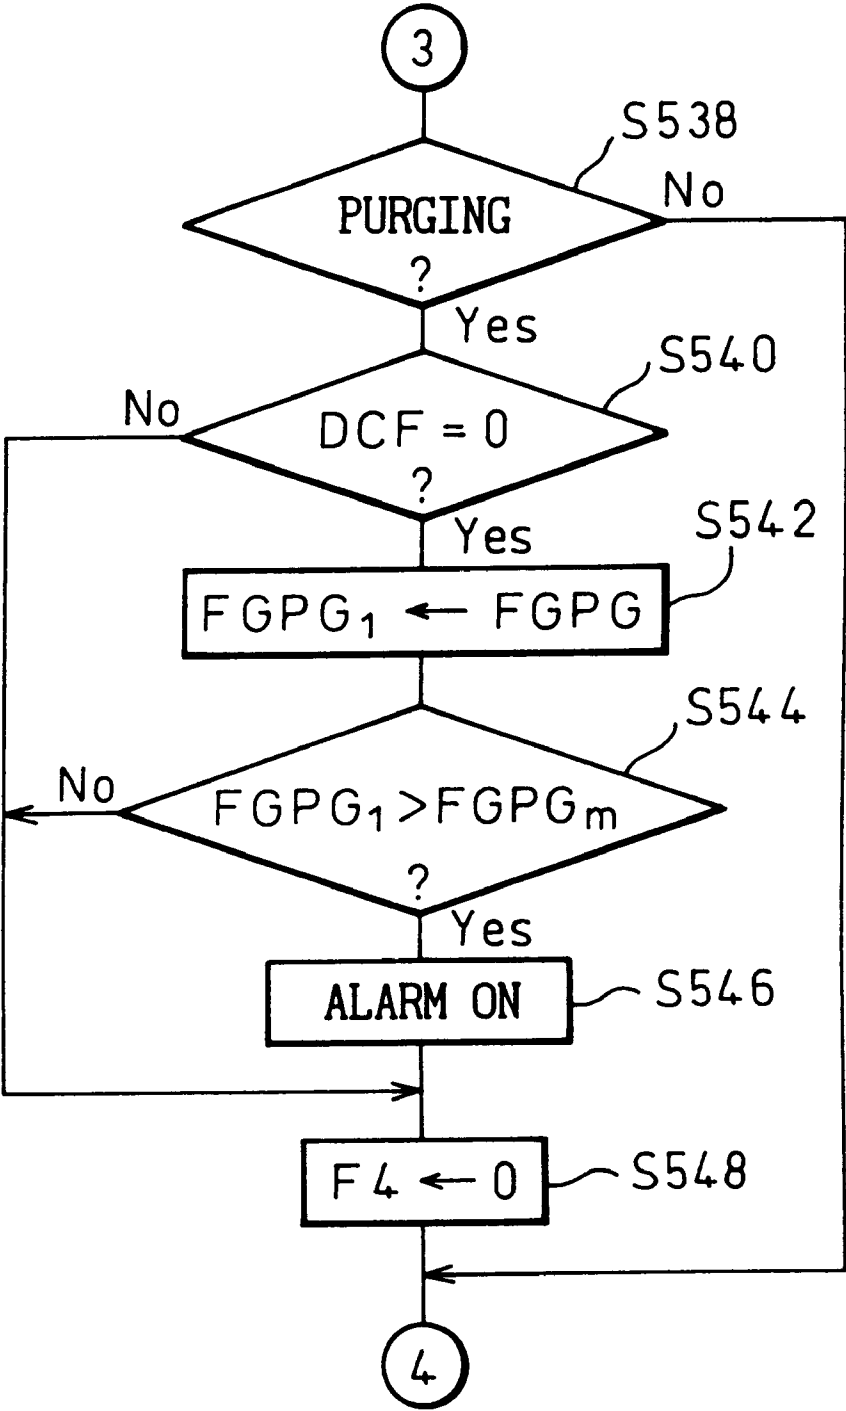 3
S538
PURGING
?
No
Yes
S540
No
DCF = 0
?
Yes
S542
FGPG₁ ← FGPG
S544
No
FGPG₁ > FGPGm
?
Yes
ALARM ON
S546
F4 ← 0
S548
4